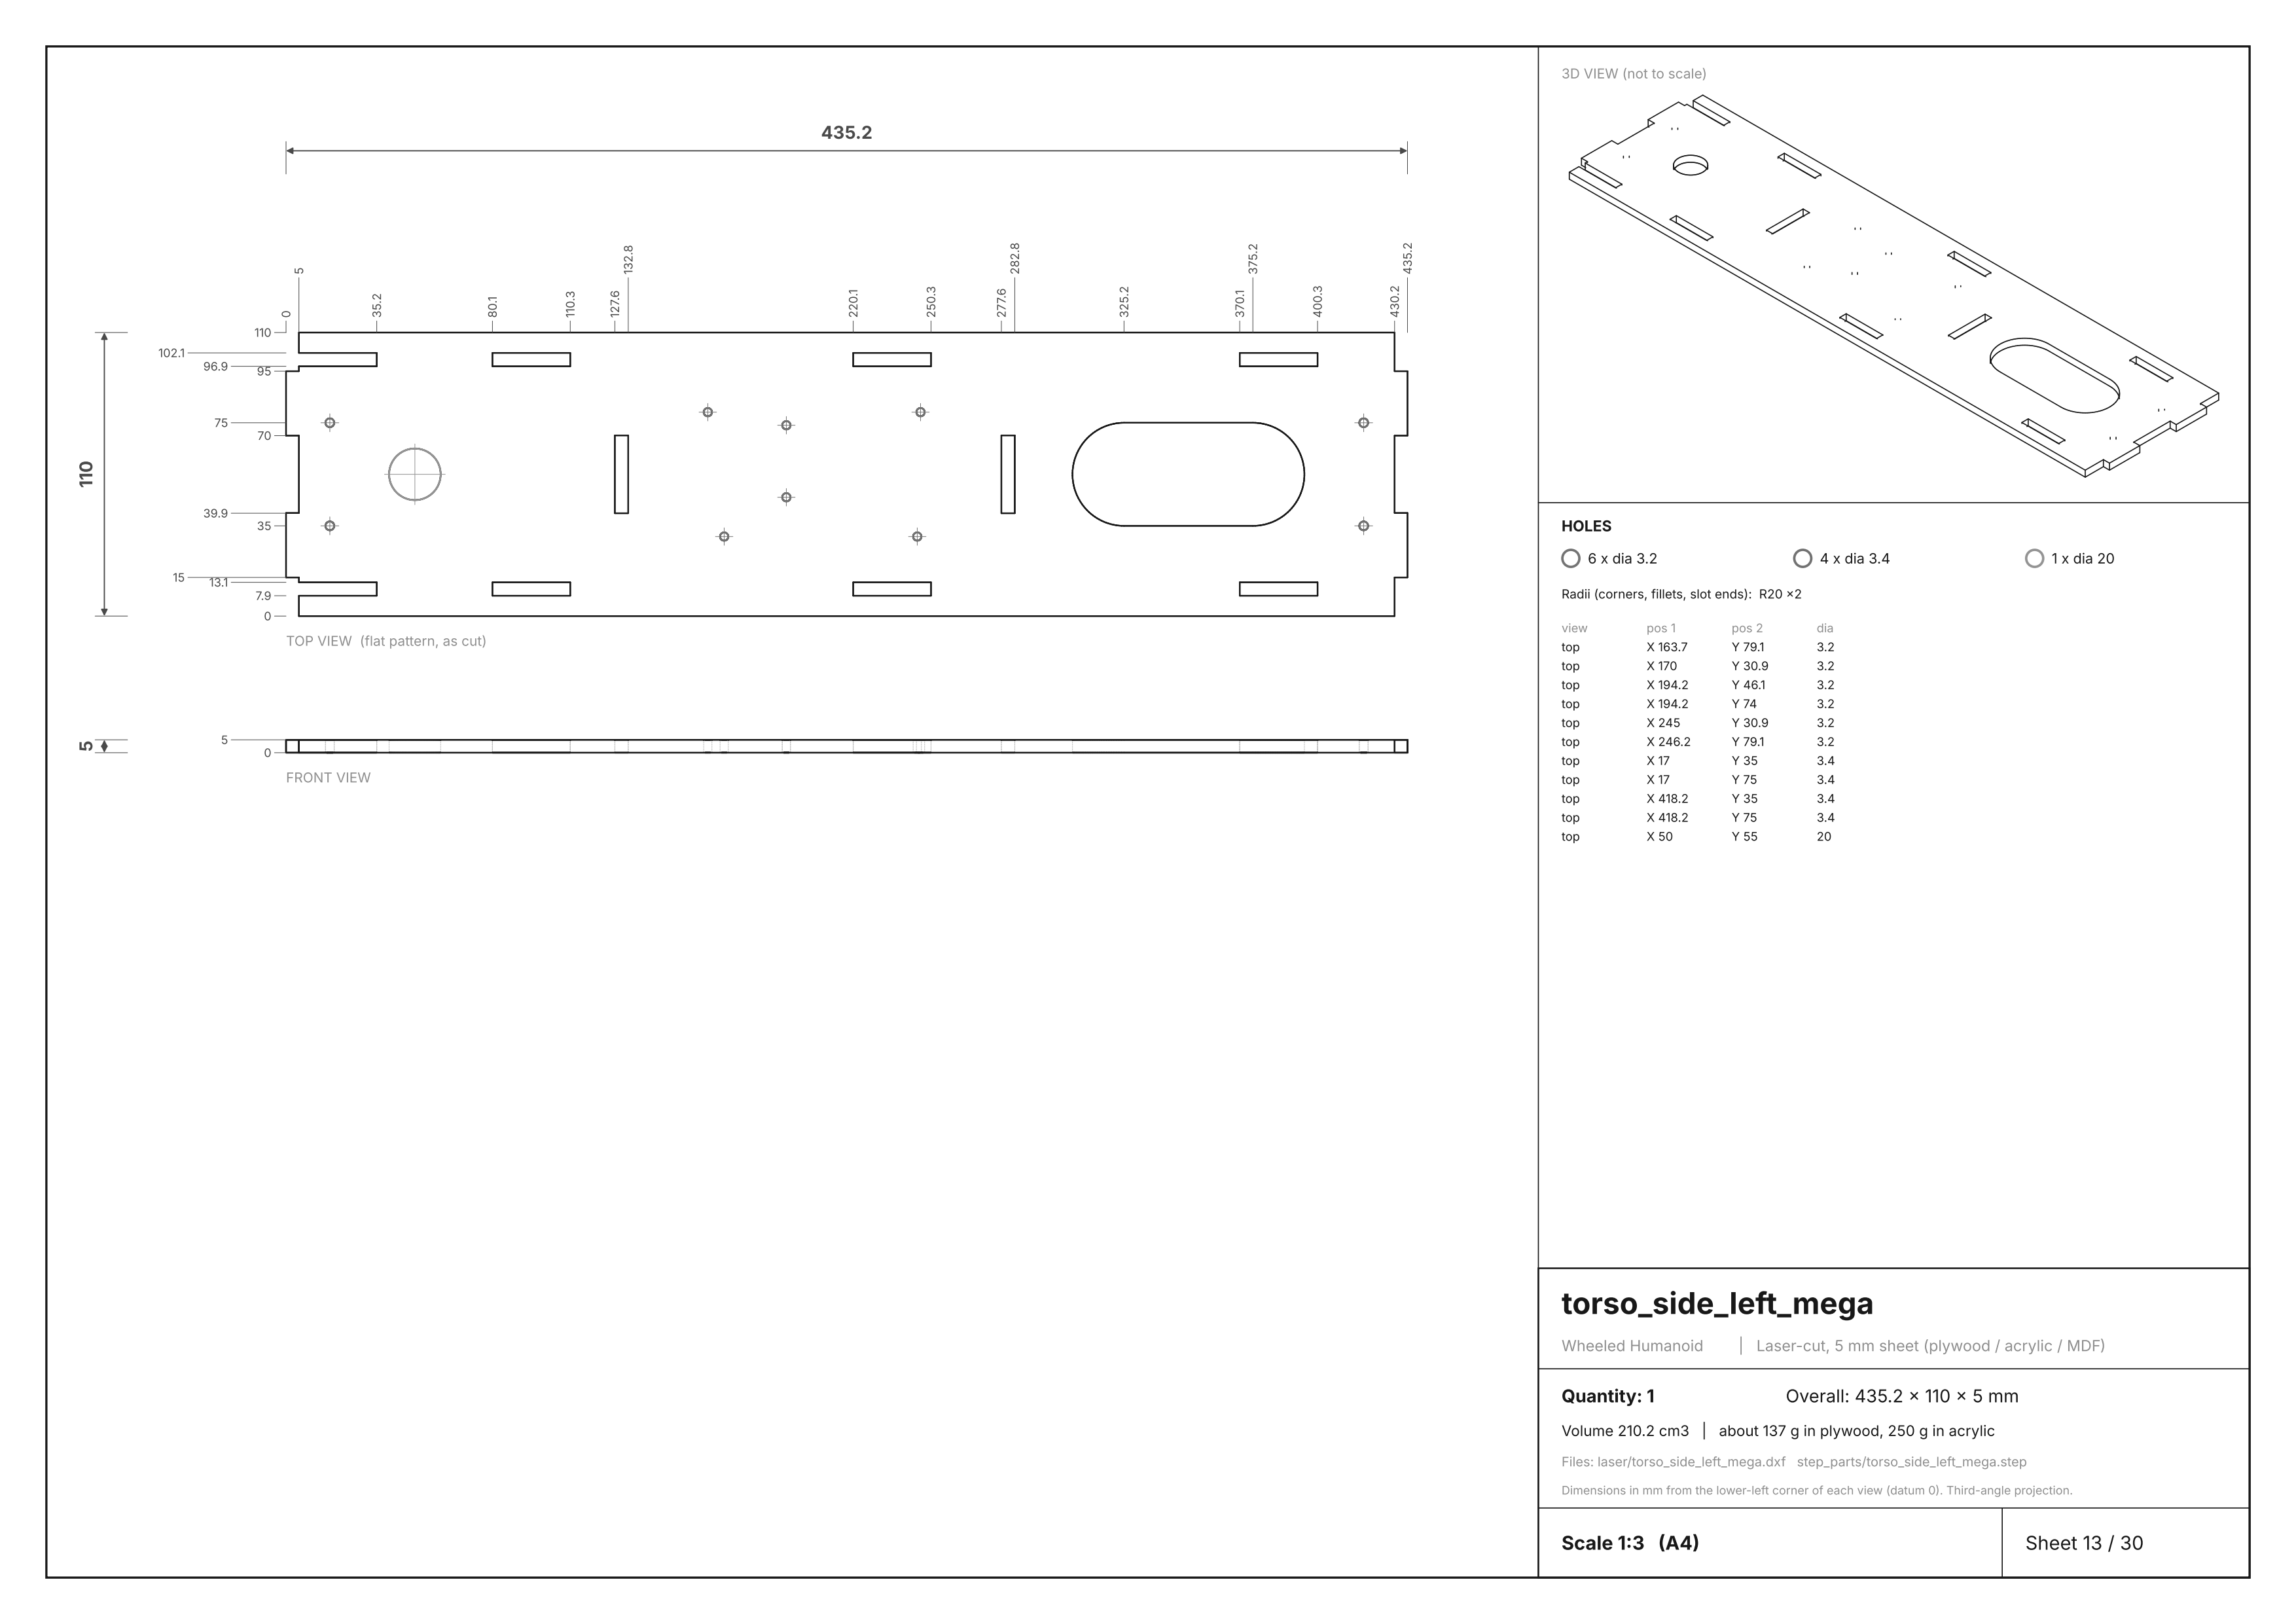 435.2
0
5
35.2
80.1
110.3
127.6
132.8
220.1
250.3
277.6
282.8
325.2
370.1
375.2
400.3
430.2
435.2
110
110
102.1
96.9
95
75
70
39.9
35
15
13.1
7.9
0
TOP VIEW (flat pattern, as cut)
5
5
0
FRONT VIEW
3D VIEW (not to scale)
HOLES
6 x dia 3.2 4 x dia 3.4 1 x dia 20
Radii (corners, fillets, slot ends): R20 ×2
view pos 1 pos 2 dia
top X 163.7 Y 79.1 3.2
top X 170 Y 30.9 3.2
top X 194.2 Y 46.1 3.2
top X 194.2 Y 74 3.2
top X 245 Y 30.9 3.2
top X 246.2 Y 79.1 3.2
top X 17 Y 35 3.4
top X 17 Y 75 3.4
top X 418.2 Y 35 3.4
top X 418.2 Y 75 3.4
top X 50 Y 55 20
torso_side_left_mega
Wheeled Humanoid | Laser-cut, 5 mm sheet (plywood / acrylic / MDF)
Quantity: 1 Overall: 435.2 × 110 × 5 mm
Volume 210.2 cm3 | about 137 g in plywood, 250 g in acrylic
Files: laser/torso_side_left_mega.dxf step_parts/torso_side_left_mega.step
Dimensions in mm from the lower-left corner of each view (datum 0). Third-angle projection.
Scale 1:3 (A4) Sheet 13 / 30